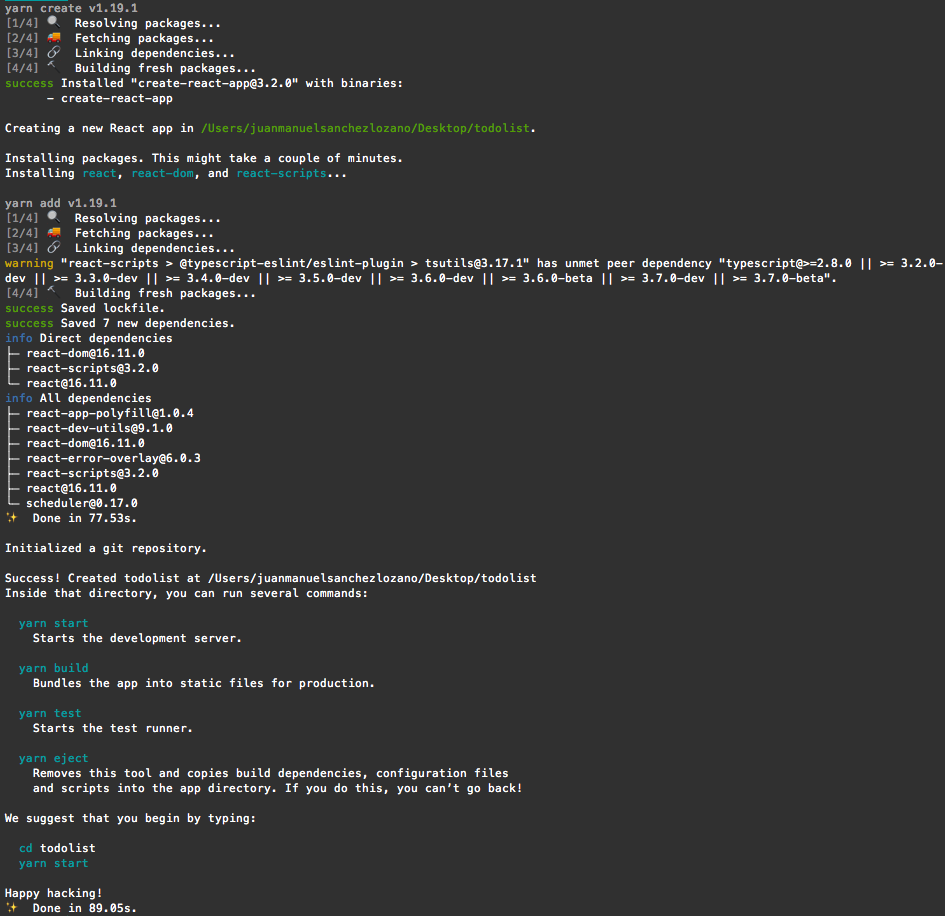 yarn create v1.19.1
[1/4] 🔍  Resolving packages...
[2/4] 🚚  Fetching packages...
[3/4] 🔗  Linking dependencies...
[4/4] 🔨  Building fresh packages...
success Installed "create-react-app@3.2.0" with binaries:
      - create-react-app
Creating a new React app in /Users/juanmanuelsanchezlozano/Desktop/todolist.
Installing packages. This might take a couple of minutes.
Installing react, react-dom, and react-scripts...
yarn add v1.19.1
[1/4] 🔍  Resolving packages...
[2/4] 🚚  Fetching packages...
[3/4] 🔗  Linking dependencies...
warning "react-scripts > @typescript-eslint/eslint-plugin > tsutils@3.17.1" has unmet peer dependency "typescript@>=2.8.0 || >= 3.2.0-
dev || >= 3.3.0-dev || >= 3.4.0-dev || >= 3.5.0-dev || >= 3.6.0-dev || >= 3.6.0-beta || >= 3.7.0-dev || >= 3.7.0-beta".
[4/4] 🔨  Building fresh packages...
success Saved lockfile.
success Saved 7 new dependencies.
info Direct dependencies
├─ react-dom@16.11.0
├─ react-scripts@3.2.0
└─ react@16.11.0
info All dependencies
├─ react-app-polyfill@1.0.4
├─ react-dev-utils@9.1.0
├─ react-dom@16.11.0
├─ react-error-overlay@6.0.3
├─ react-scripts@3.2.0
├─ react@16.11.0
└─ scheduler@0.17.0
✨  Done in 77.53s.
Initialized a git repository.
Success! Created todolist at /Users/juanmanuelsanchezlozano/Desktop/todolist
Inside that directory, you can run several commands:
  yarn start
    Starts the development server.
  yarn build
    Bundles the app into static files for production.
  yarn test
    Starts the test runner.
  yarn eject
    Removes this tool and copies build dependencies, configuration files
    and scripts into the app directory. If you do this, you can’t go back!
We suggest that you begin by typing:
  cd todolist
  yarn start
Happy hacking!
✨  Done in 89.05s.